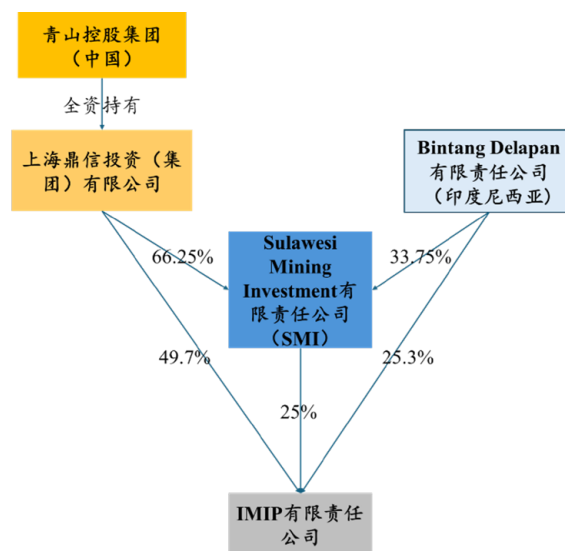 青山控股集团
（中国）
全资持有
上海鼎信投资（集
团）有限公司
Bintang Delapan
有限责任公司
（印度尼西亚）
66.25%
Sulawesi
Mining
Investment有
限责任公司
（SMI）
33.75%
49.7%
25%
25.3%
IMIP有限责任
公司